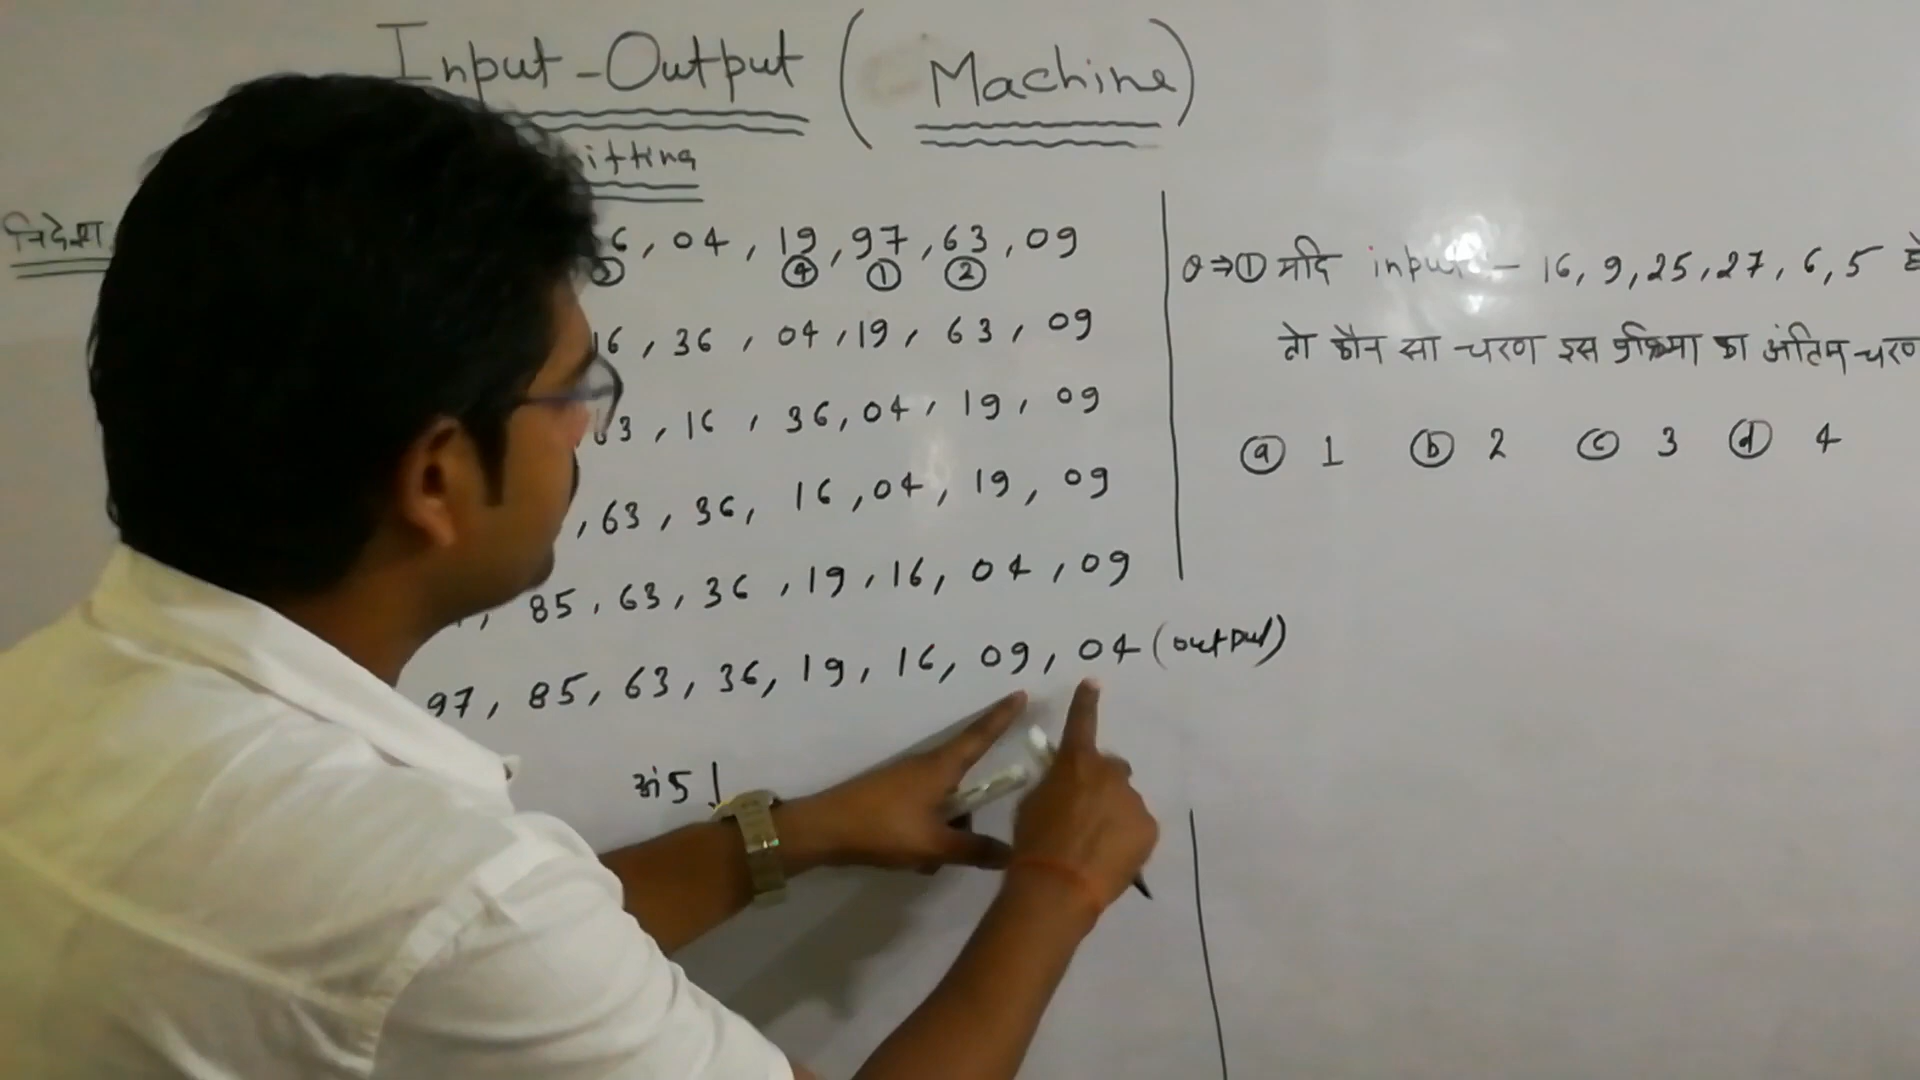 Input-Output (Machine)
निर्देश 6, 04, 19, 97, 63, 09
④ ① ②
16, 36, 04, 19, 63, 09
63, 16, 36, 04, 19, 09
, 63, 36, 16, 04, 19, 09
, 85, 63, 36, 19, 16, 04, 09
97, 85, 63, 36, 19, 16, 09, 04 (output)
अंक
θ⇒① यदि input - 16, 9, 25, 27, 6, 5 है
तो कौन सा चरण इस प्रक्रिया का अंतिम चरण
ⓐ 1 ⓑ 2 ⓒ 3 ⓓ 4